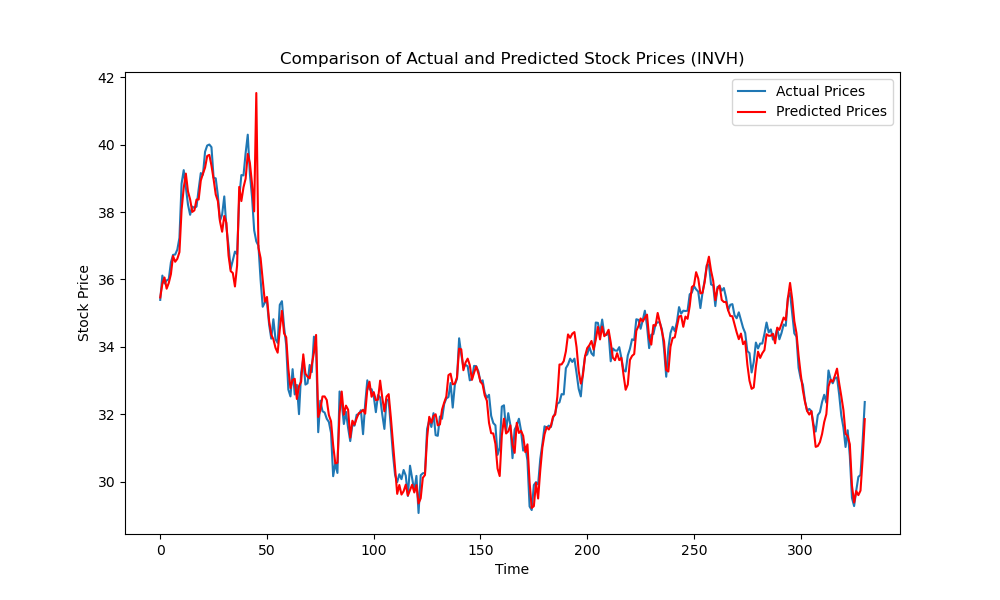 Comparison of Actual and Predicted Stock Prices (INVH)
Actual Prices
Predicted Prices
Stock Price
42
40
38
36
34
32
30
0
50
100
150
200
250
300
Time